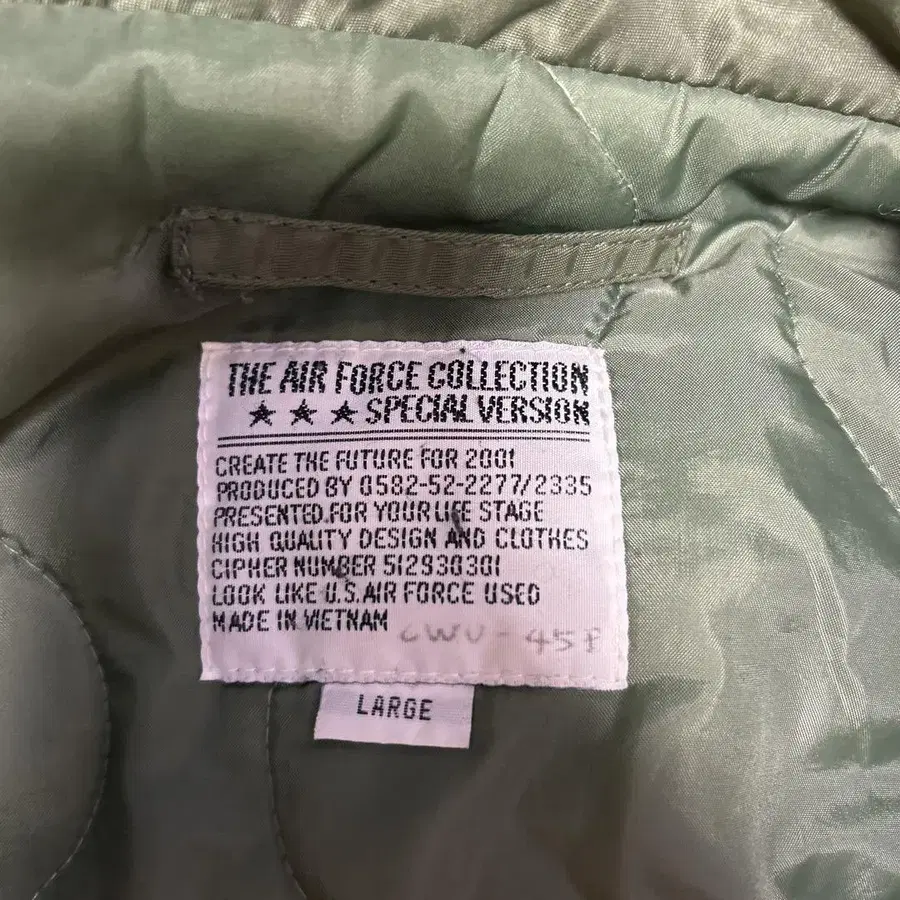 THE AIR FORCE COLLECTION
★ ★ ★ SPECIAL VERSION
CREATE THE FUTURE FOR 2001
PRODUCED BY 0582-52-2277/2335
PRESENTED.FOR YOUR LIFE STAGE
HIGH QUALITY DESIGN AND CLOTHES
CIPHER NUMBER 512930301
LOOK LIKE U.S.AIR FORCE USED
MADE IN VIETNAM CWU-45P
LARGE